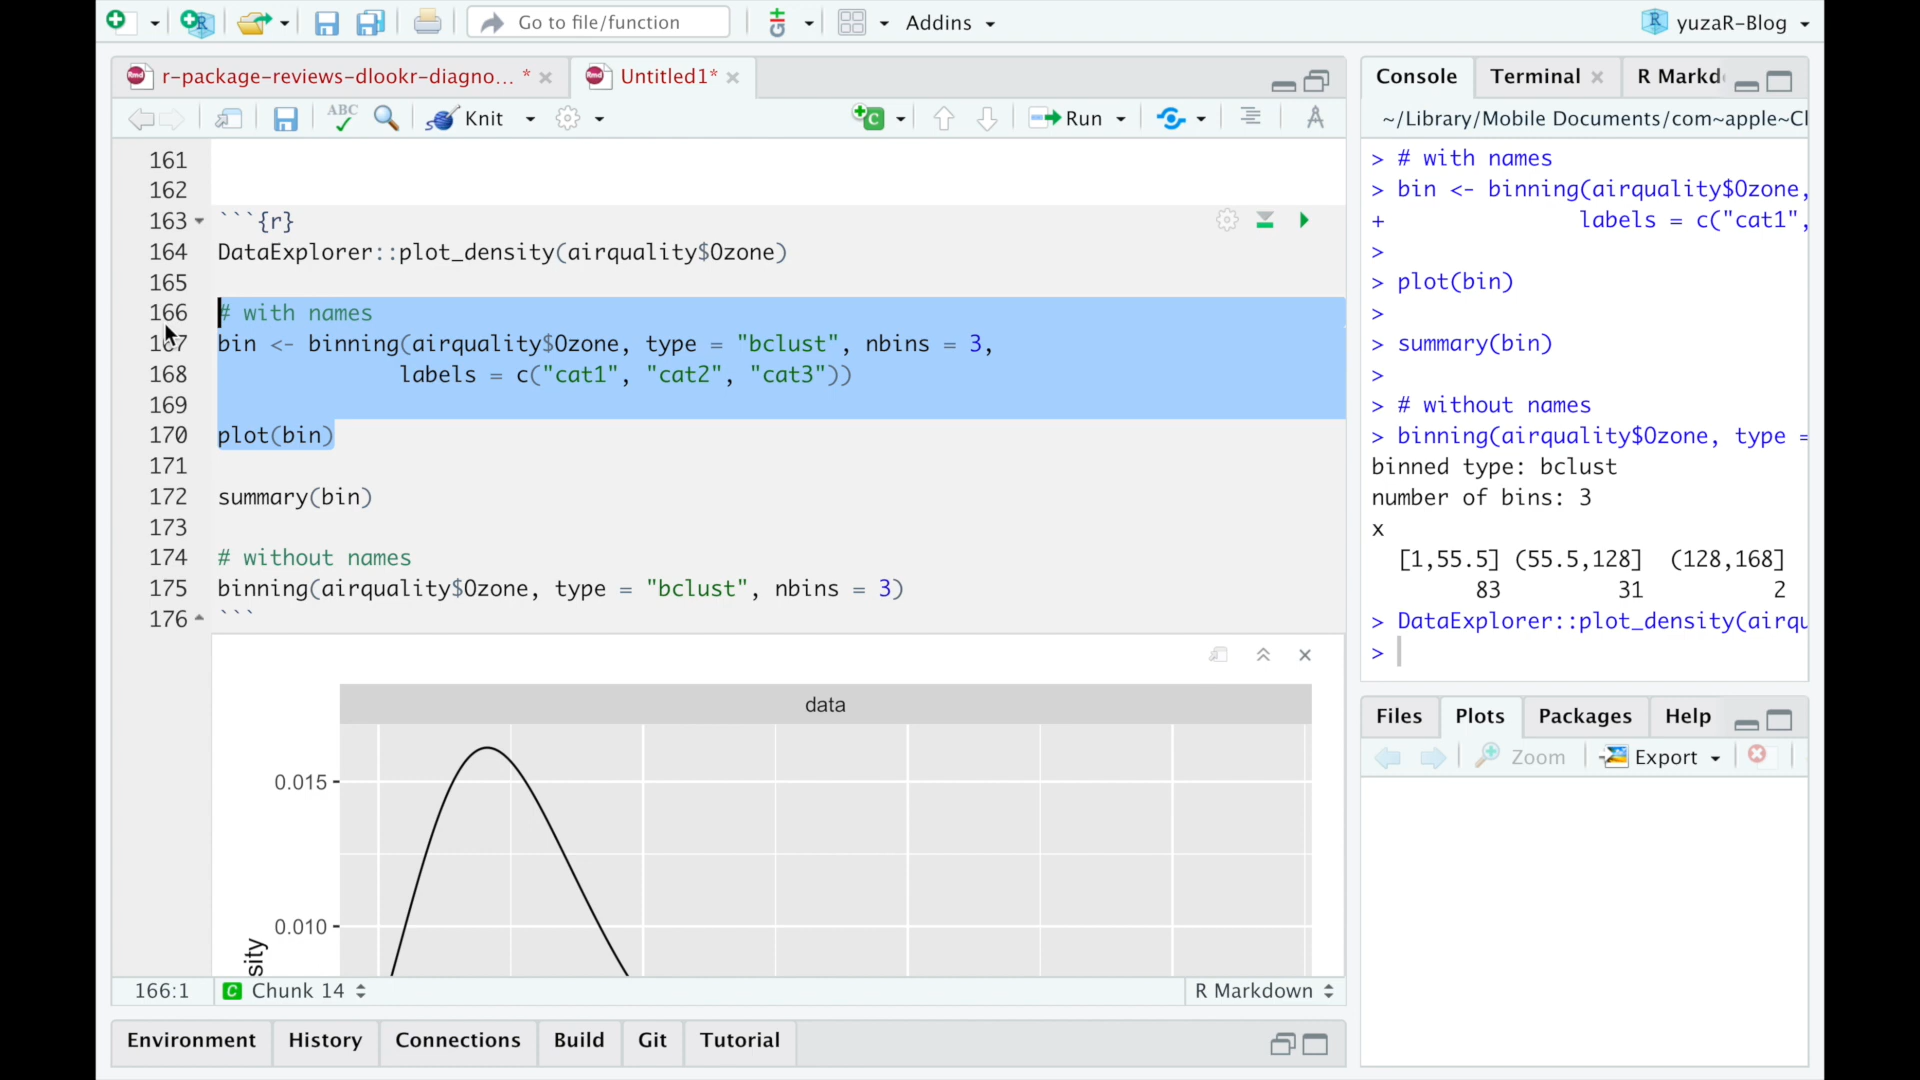 Go to file/function
Addins
yuzaR-Blog
r-package-reviews-dlookr-diagno... *
Untitled1*
ABC
Knit
Run
161
162
163 ```{r}
164 DataExplorer::plot_density(airquality$Ozone)
165
166 # with names
167 bin <- binning(airquality$Ozone, type = "bclust", nbins = 3,
168 labels = c("cat1", "cat2", "cat3"))
169
170 plot(bin)
171
172 summary(bin)
173
174 # without names
175 binning(airquality$Ozone, type = "bclust", nbins = 3)
176 ```
data
0.015
0.010
sity
166:1
Chunk 14
R Markdown
Environment
History
Connections
Build
Git
Tutorial
Console
Terminal
R Markd
~/Library/Mobile Documents/com~apple~Cl
> # with names
> bin <- binning(airquality$Ozone,
+ labels = c("cat1",
>
> plot(bin)
>
> summary(bin)
>
> # without names
> binning(airquality$Ozone, type =
binned type: bclust
number of bins: 3
x
[1,55.5] (55.5,128] (128,168]
83 31 2
> DataExplorer::plot_density(airqu
>
Files
Plots
Packages
Help
Zoom
Export